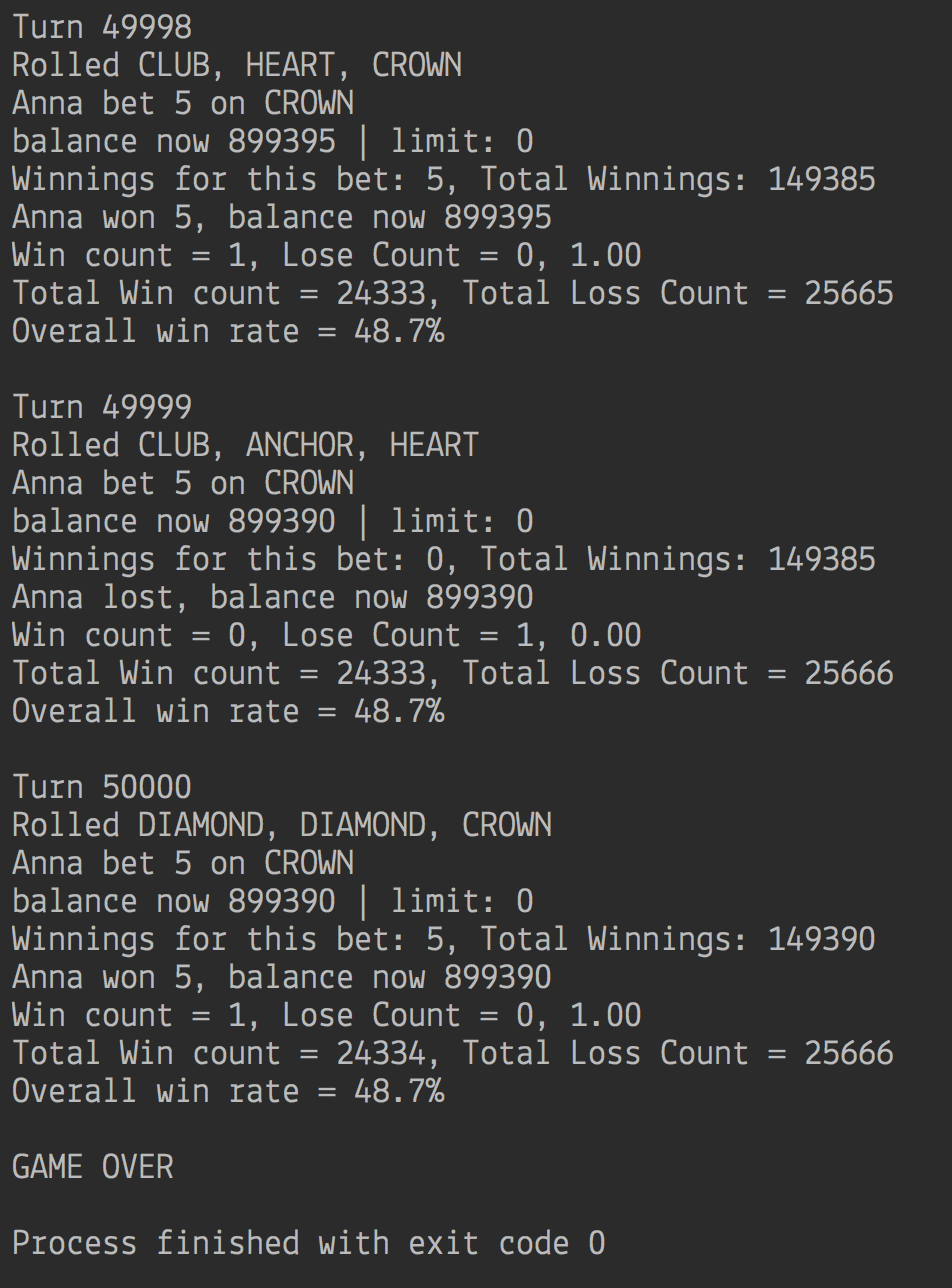 Turn 49998
Rolled CLUB, HEART, CROWN
Anna bet 5 on CROWN
balance now 899395 | limit: 0
Winnings for this bet: 5, Total Winnings: 149385
Anna won 5, balance now 899395
Win count = 1, Lose Count = 0, 1.00
Total Win count = 24333, Total Loss Count = 25665
Overall win rate = 48.7%
Turn 49999
Rolled CLUB, ANCHOR, HEART
Anna bet 5 on CROWN
balance now 899390 | limit: 0
Winnings for this bet: 0, Total Winnings: 149385
Anna lost, balance now 899390
Win count = 0, Lose Count = 1, 0.00
Total Win count = 24333, Total Loss Count = 25666
Overall win rate = 48.7%
Turn 50000
Rolled DIAMOND, DIAMOND, CROWN
Anna bet 5 on CROWN
balance now 899390 | limit: 0
Winnings for this bet: 5, Total Winnings: 149390
Anna won 5, balance now 899390
Win count = 1, Lose Count = 0, 1.00
Total Win count = 24334, Total Loss Count = 25666
Overall win rate = 48.7%
GAME OVER
Process finished with exit code 0